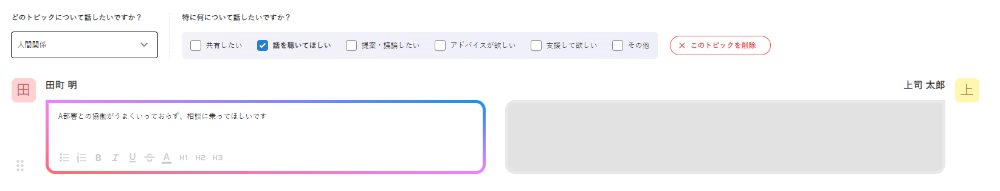 どのトピックについて話したいですか？
特に何について話したいですか？
人間関係
共有したい
話を聴いてほしい
提案・議論したい
アドバイスが欲しい
支援して欲しい
その他
このトピックを削除
田
田町 明
上司 太郎
上
A部署との協働がうまくいっておらず、相談に乗ってほしいです
B I U S A H1 H2 H3